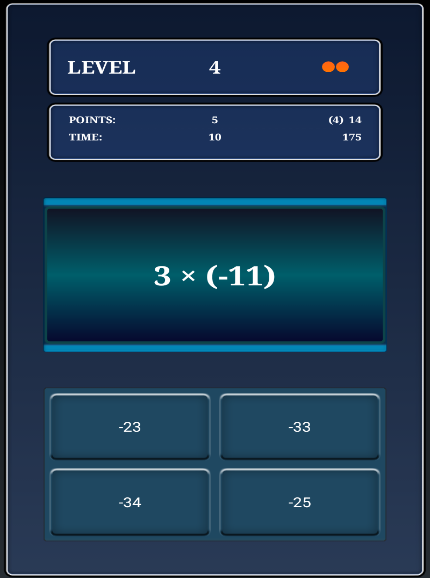 LEVEL 4
POINTS: 5 (4) 14
TIME: 10 175
3 × (-11)
-23 -33
-34 -25